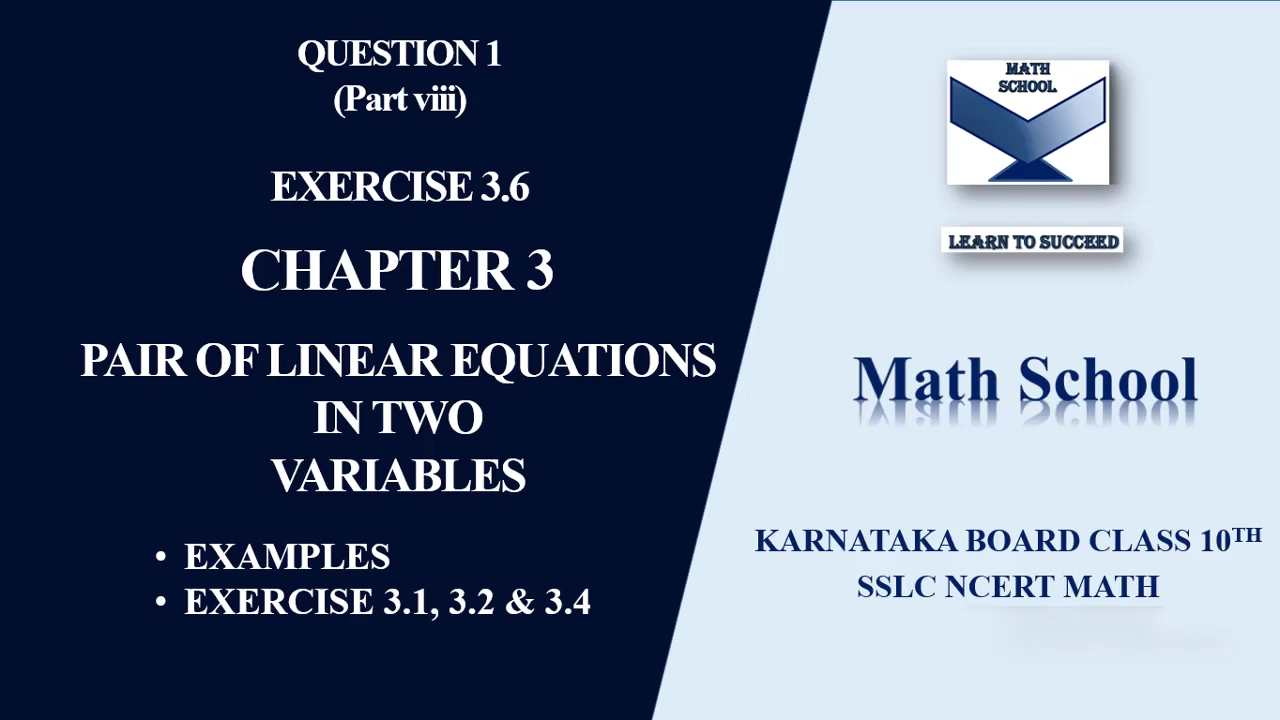 QUESTION 1
(Part viii)
EXERCISE 3.6
CHAPTER 3
PAIR OF LINEAR EQUATIONS
IN TWO
VARIABLES
• EXAMPLES
• EXERCISE 3.1, 3.2 & 3.4
MATH
SCHOOL
LEARN TO SUCCEED
Math School
KARNATAKA BOARD CLASS 10TH
SSLC NCERT MATH